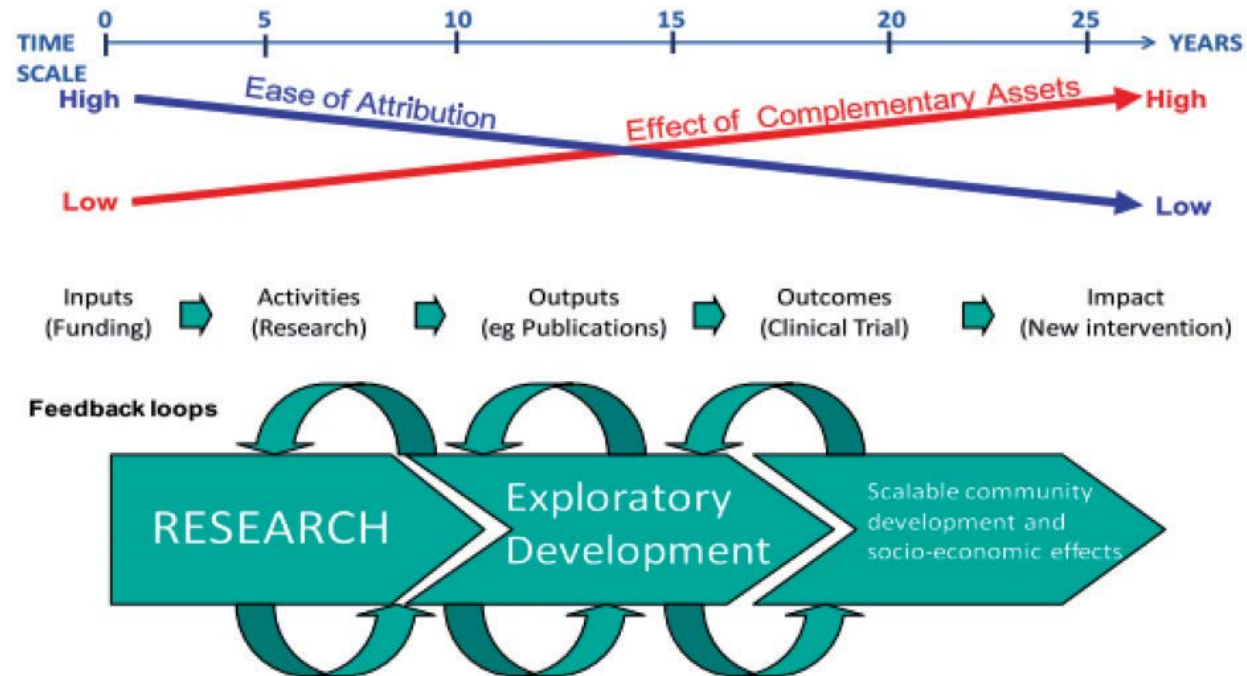 0 5 10 15 20 25
TIME SCALE
YEARS
High
Ease of Attribution
Effect of Complementary Assets
High
Low
Low
Inputs
(Funding)
Activities
(Research)
Outputs
(eg Publications)
Outcomes
(Clinical Trial)
Impact
(New intervention)
Feedback loops
RESEARCH
Exploratory
Development
Scalable community
development and
socio-economic effects